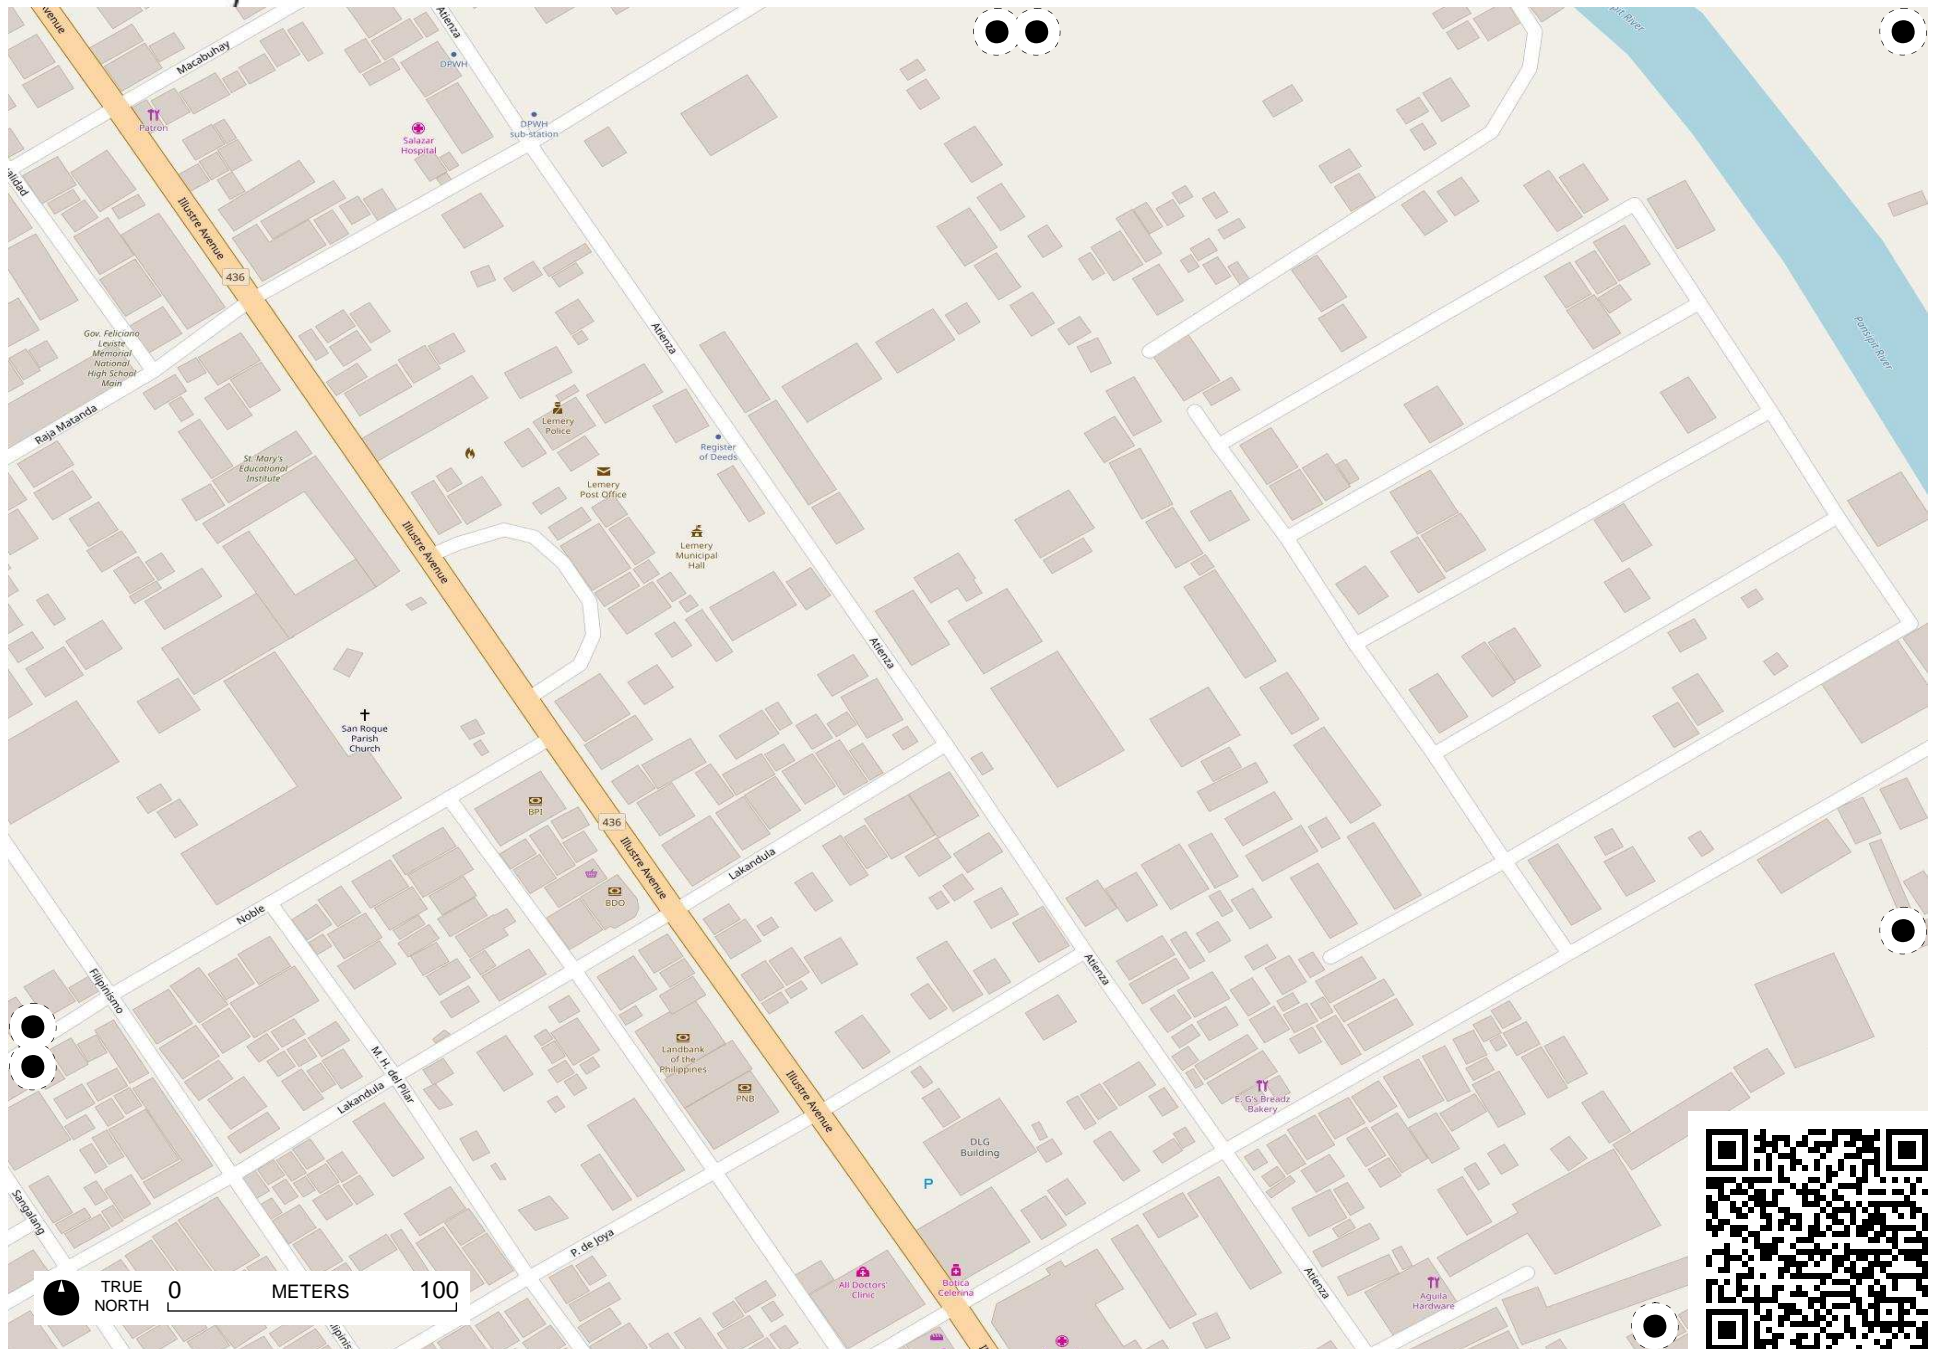 Avenue
Atienza
Macabuhay
DPWH
Patron
Salazar
Hospital
DPWH
sub-station
Illustre Avenue
436
Gov. Feliciano
Leviste
Memorial
National
High School
Main
Raja Matanda
Atienza
Pansipit River
St. Mary's
Educational
Institute
Lemery
Police
Register
of Deeds
Lemery
Post Office
Illustre Avenue
Lemery
Municipal
Hall
Atienza
San Roque
Parish
Church
BPI
436
Illustre Avenue
Lakandula
BDO
Noble
Filipinismo
Atienza
M. H. del Pilar
Landbank
of the
Philippines
PNB
Lakandula
Illustre Avenue
E. G's Breadz
Bakery
DLG
Building
P
Sangalang
P. de Joya
All Doctors'
Clinic
Botica
Celerina
Atienza
Aguila
Hardware
TRUE
NORTH
0 METERS 100